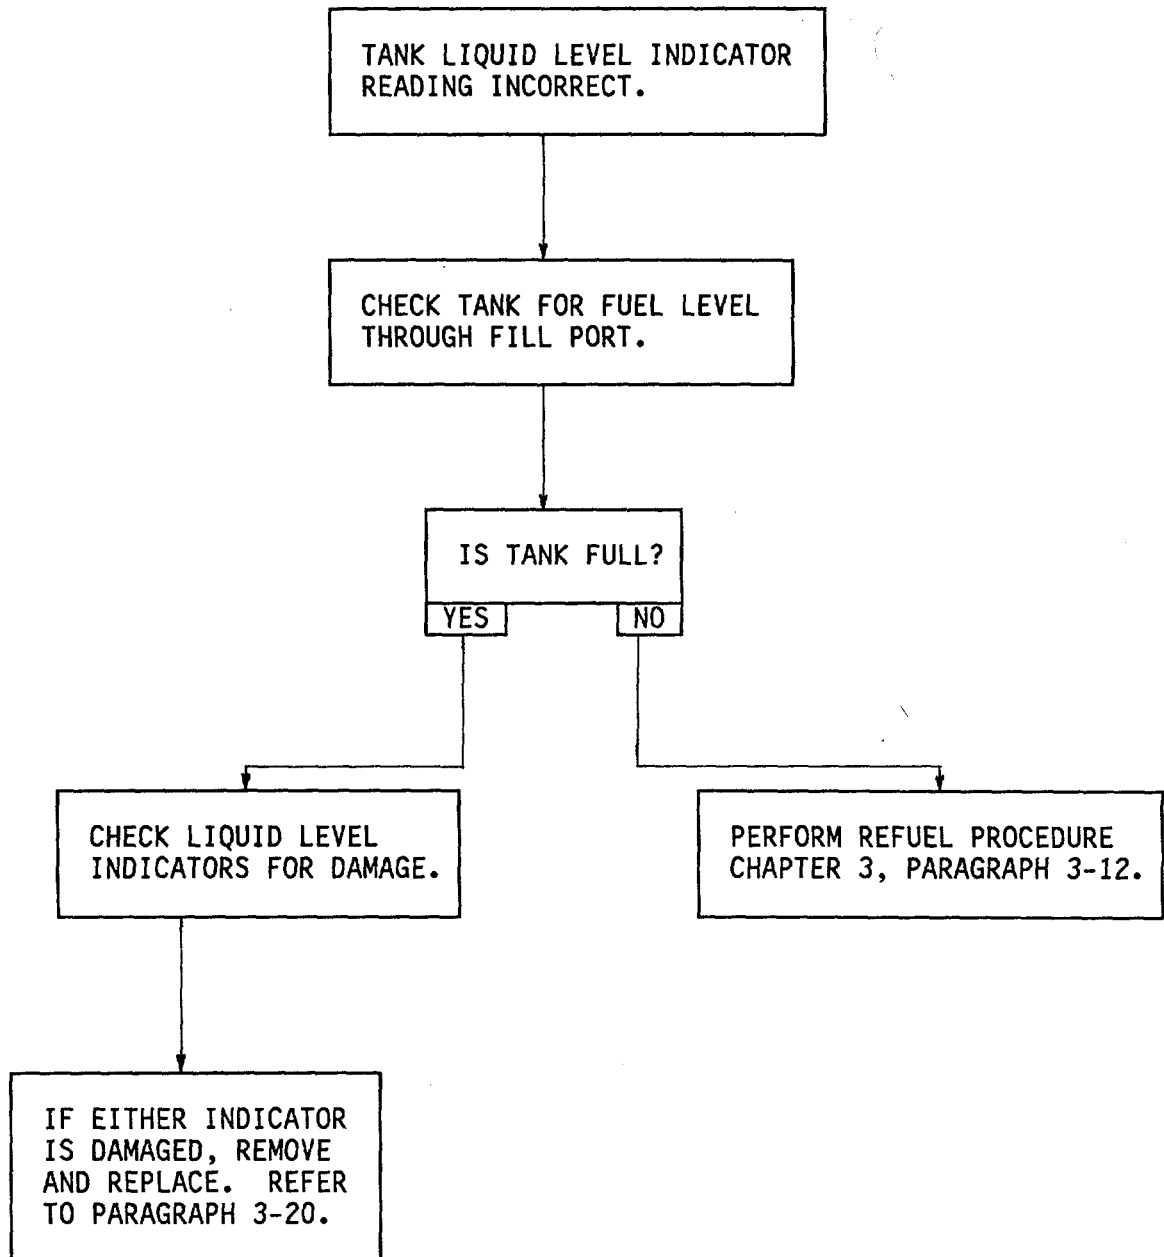 TANK LIQUID LEVEL INDICATOR
READING INCORRECT.
CHECK TANK FOR FUEL LEVEL
THROUGH FILL PORT.
IS TANK FULL?
YES
NO
CHECK LIQUID LEVEL
INDICATORS FOR DAMAGE.
PERFORM REFUEL PROCEDURE
CHAPTER 3, PARAGRAPH 3-12.
IF EITHER INDICATOR
IS DAMAGED, REMOVE
AND REPLACE. REFER
TO PARAGRAPH 3-20.